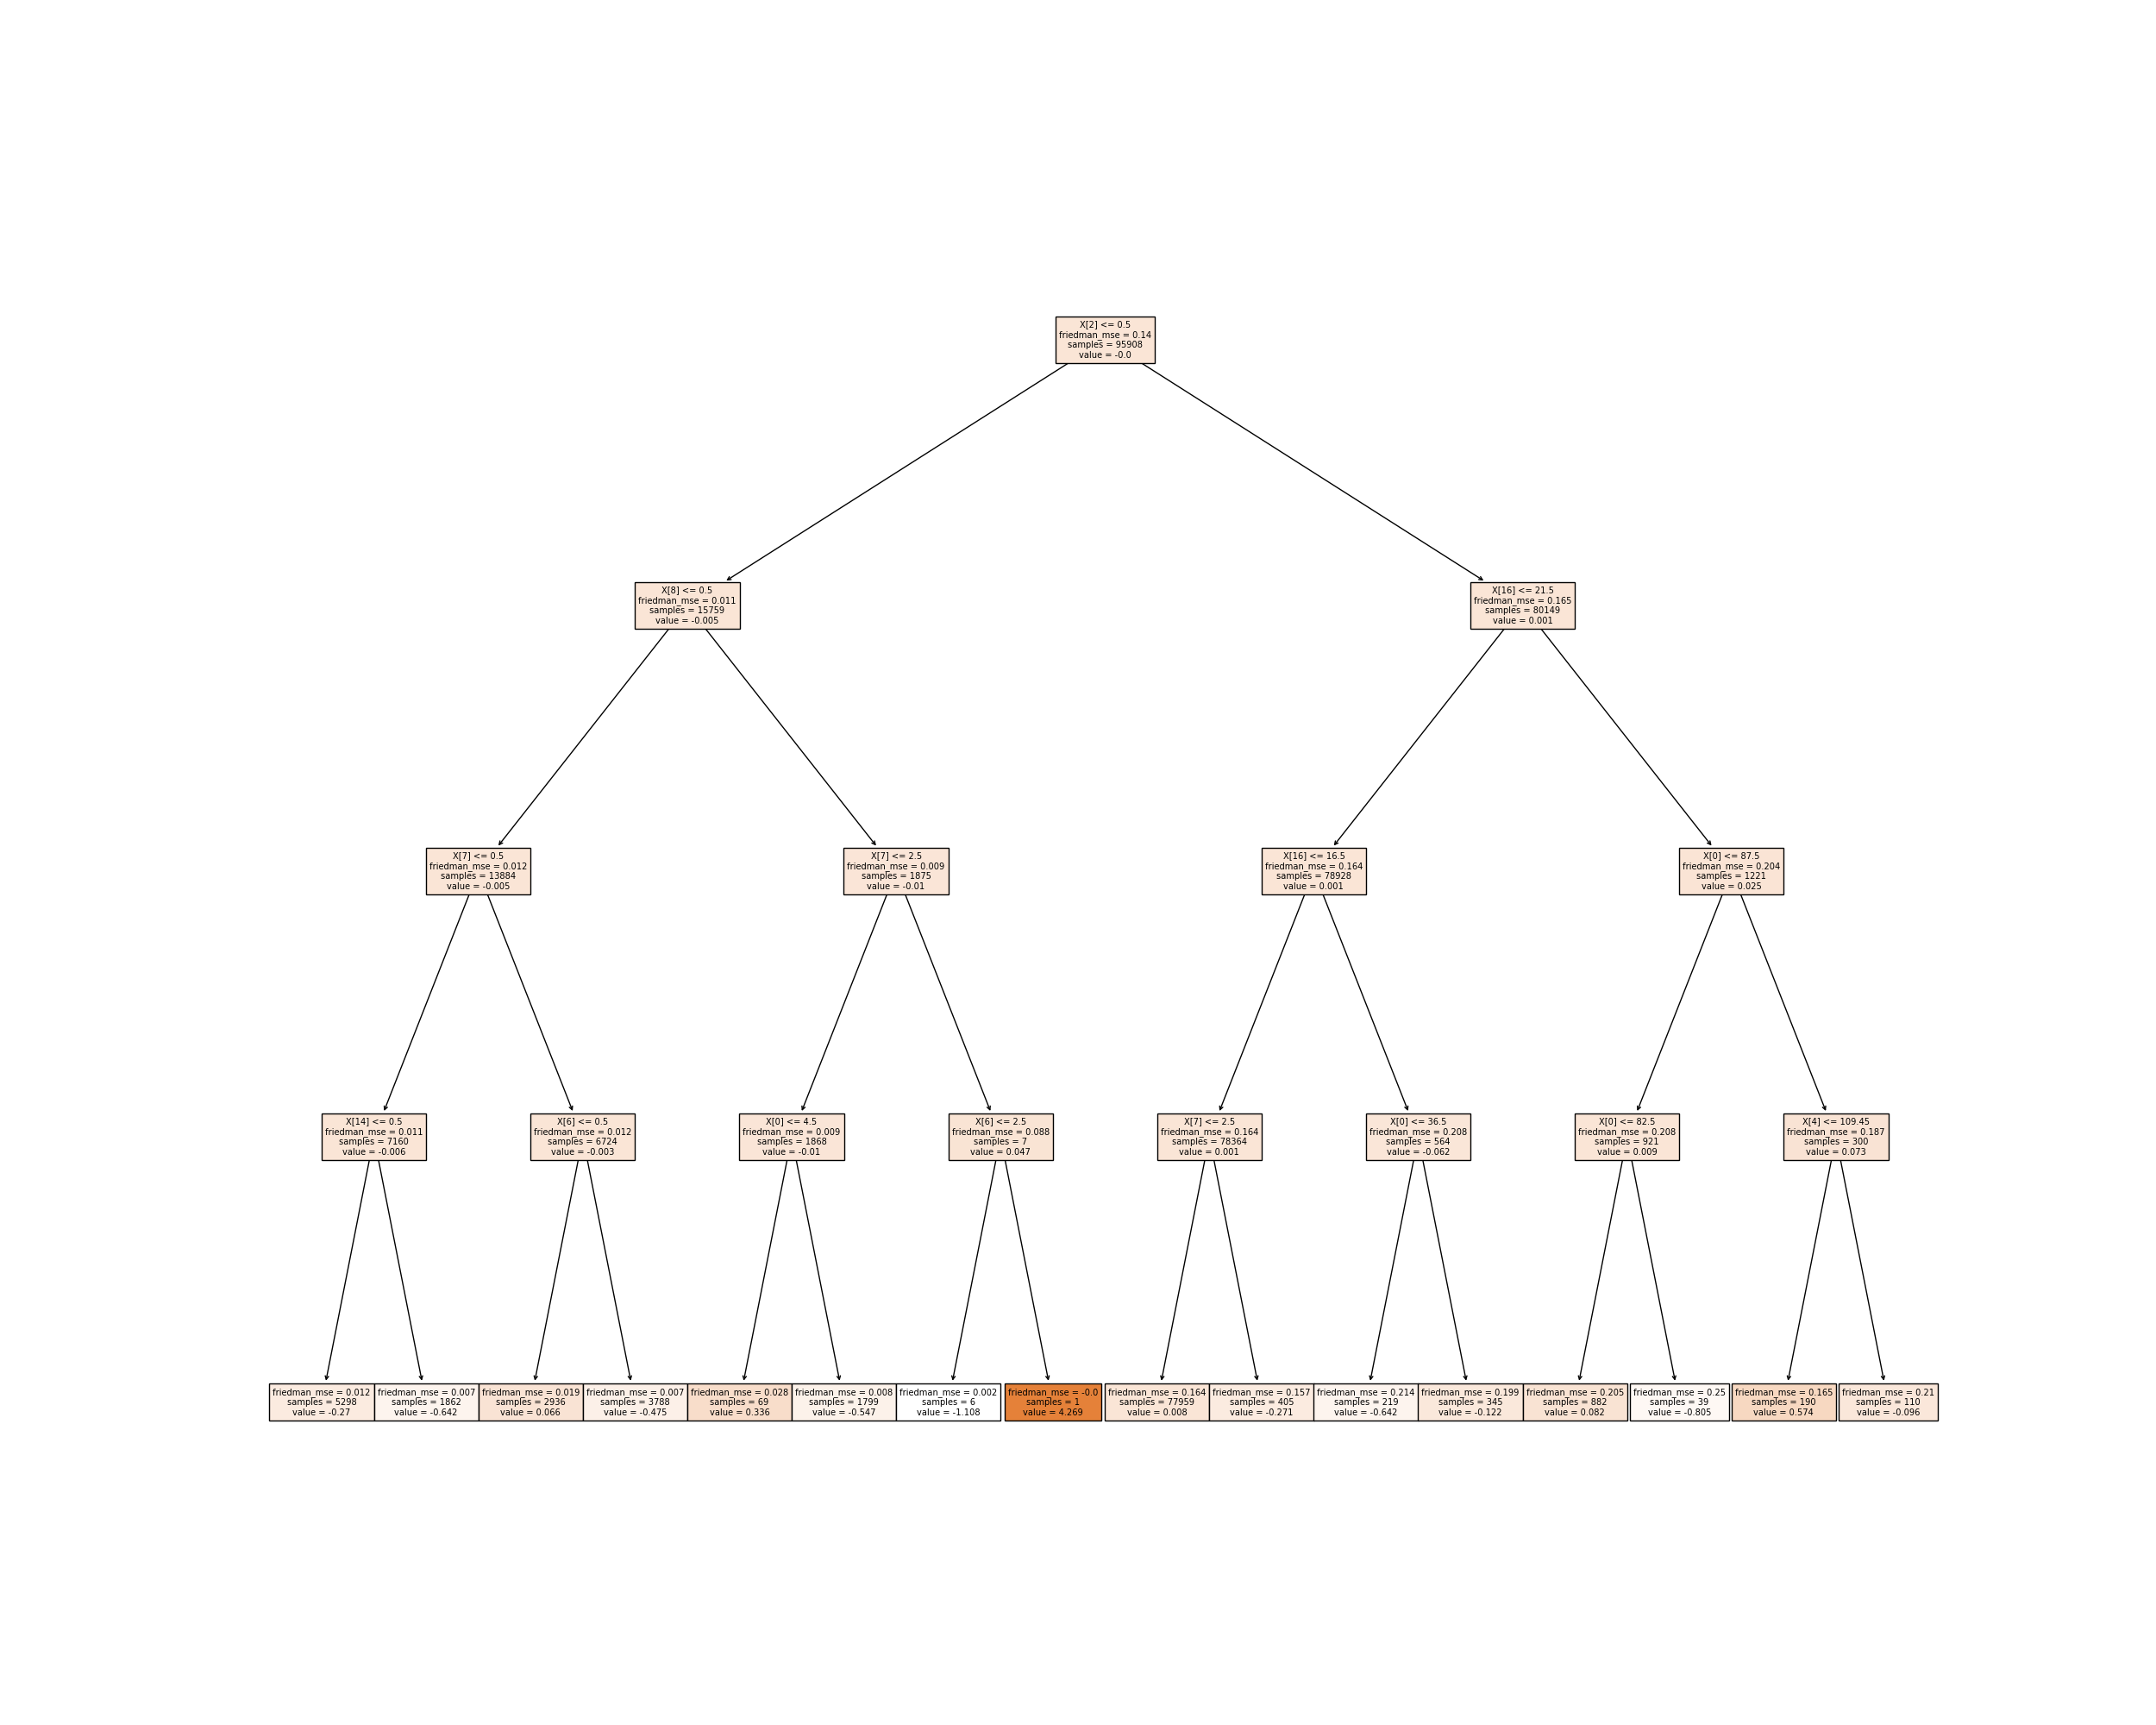 X[2] <= 0.5
friedman_mse = 0.14
samples = 95908
value = -0.0
X[8] <= 0.5
friedman_mse = 0.011
samples = 15759
value = -0.005
X[16] <= 21.5
friedman_mse = 0.165
samples = 80149
value = 0.001
X[7] <= 0.5
friedman_mse = 0.012
samples = 13884
value = -0.005
X[7] <= 2.5
friedman_mse = 0.009
samples = 1875
value = -0.01
X[16] <= 16.5
friedman_mse = 0.164
samples = 78928
value = 0.001
X[0] <= 87.5
friedman_mse = 0.204
samples = 1221
value = 0.025
X[14] <= 0.5
friedman_mse = 0.011
samples = 7160
value = -0.006
X[6] <= 0.5
friedman_mse = 0.012
samples = 6724
value = -0.003
X[0] <= 4.5
friedman_mse = 0.009
samples = 1868
value = -0.01
X[6] <= 2.5
friedman_mse = 0.088
samples = 7
value = 0.047
X[7] <= 2.5
friedman_mse = 0.164
samples = 78364
value = 0.001
X[0] <= 36.5
friedman_mse = 0.208
samples = 564
value = -0.062
X[0] <= 82.5
friedman_mse = 0.208
samples = 921
value = 0.009
X[4] <= 109.45
friedman_mse = 0.187
samples = 300
value = 0.073
friedman_mse = 0.012
samples = 5298
value = -0.27
friedman_mse = 0.007
samples = 1862
value = -0.642
friedman_mse = 0.019
samples = 2936
value = 0.066
friedman_mse = 0.007
samples = 3788
value = -0.475
friedman_mse = 0.028
samples = 69
value = 0.336
friedman_mse = 0.008
samples = 1799
value = -0.547
friedman_mse = 0.002
samples = 6
value = -1.108
friedman_mse = -0.0
samples = 1
value = 4.269
friedman_mse = 0.164
samples = 77959
value = 0.008
friedman_mse = 0.157
samples = 405
value = -0.271
friedman_mse = 0.214
samples = 219
value = -0.642
friedman_mse = 0.199
samples = 345
value = -0.122
friedman_mse = 0.205
samples = 882
value = 0.082
friedman_mse = 0.25
samples = 39
value = -0.805
friedman_mse = 0.165
samples = 190
value = 0.574
friedman_mse = 0.21
samples = 110
value = -0.096